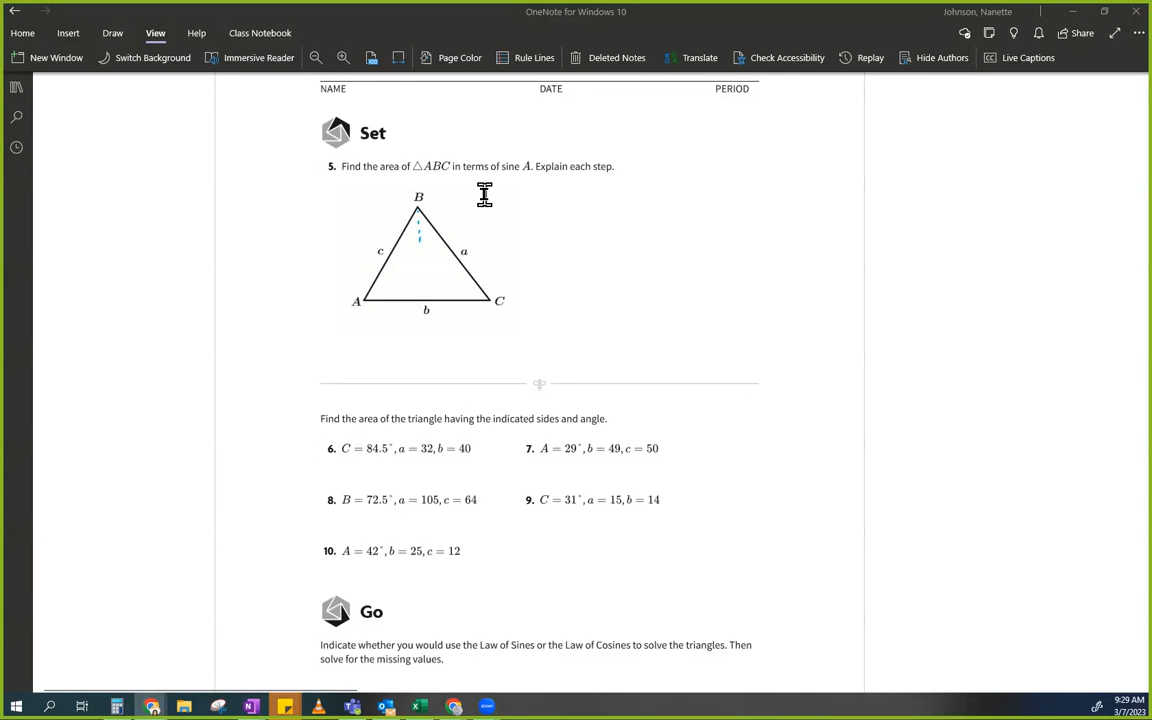 OneNote for Windows 10
Johnson, Nanette
Home Insert Draw View Help Class Notebook
Share
New Window Switch Background Immersive Reader Page Color Rule Lines Deleted Notes Translate Check Accessibility Replay Hide Authors Live Captions
NAME DATE PERIOD
Set
5. Find the area of △ABC in terms of sine A. Explain each step.
B
c a
A C
b
Find the area of the triangle having the indicated sides and angle.
6. C = 84.5°, a = 32, b = 40 7. A = 29°, b = 49, c = 50
8. B = 72.5°, a = 105, c = 64 9. C = 31°, a = 15, b = 14
10. A = 42°, b = 25, c = 12
Go
Indicate whether you would use the Law of Sines or the Law of Cosines to solve the triangles. Then
solve for the missing values.
9:29 AM
3/7/2023